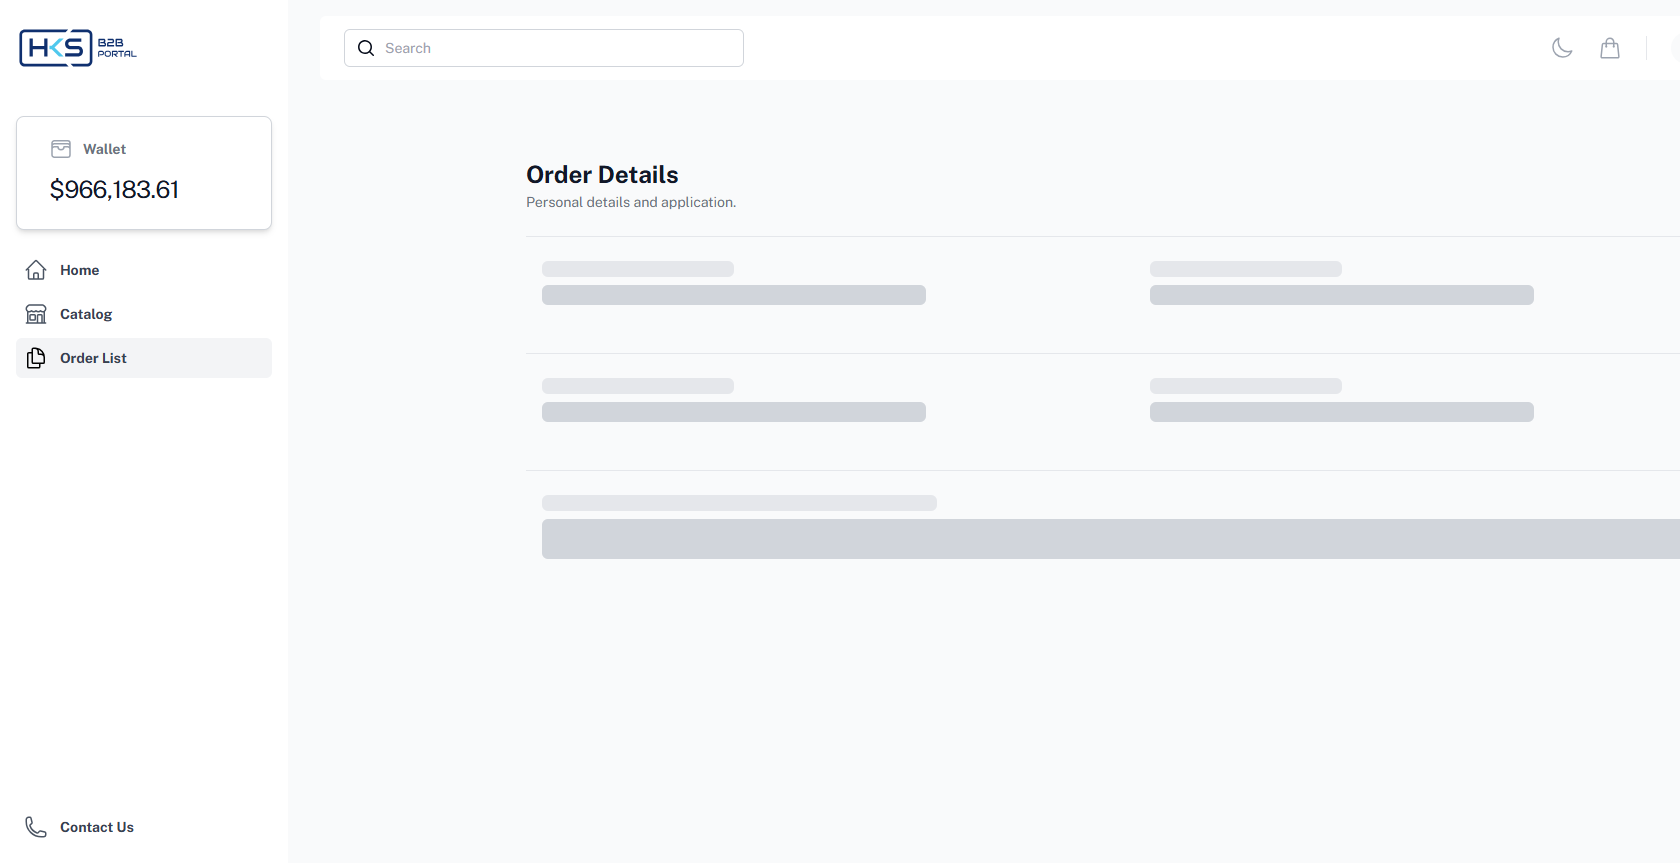 HKS B2B
PORTAL
Search
Wallet
$966,183.61
Home
Catalog
Order List
Order Details
Personal details and application.
Contact Us